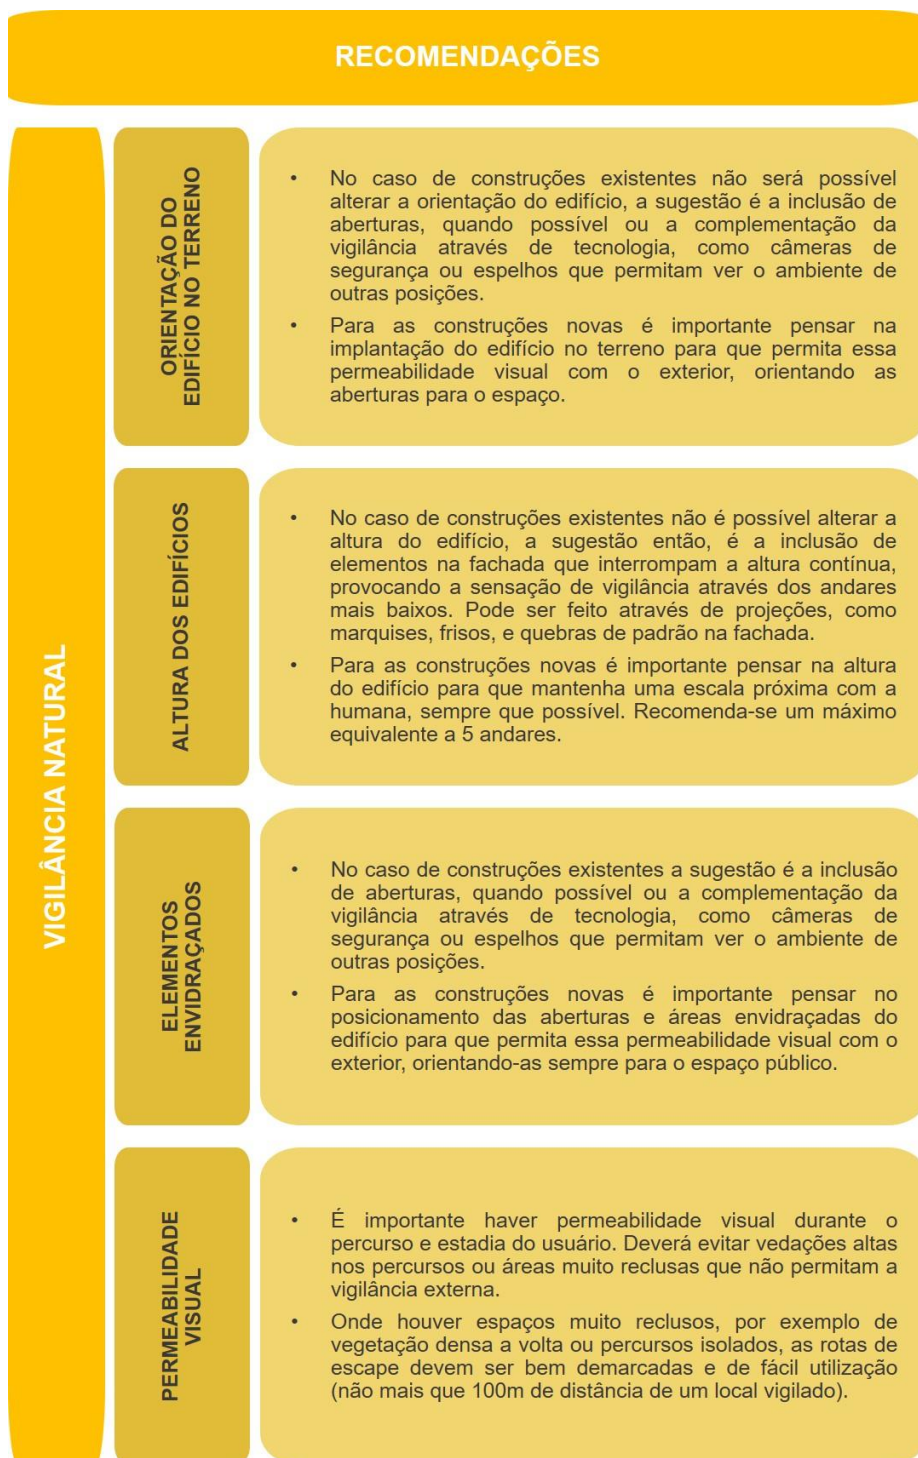 RECOMENDAÇÕES
VIGILÂNCIA NATURAL
ORIENTAÇÃO DO
EDIFÍCIO NO TERRENO
• No caso de construções existentes não será possível
alterar a orientação do edifício, a sugestão é a inclusão de
aberturas, quando possível ou a complementação da
vigilância através de tecnologia, como câmeras de
segurança ou espelhos que permitam ver o ambiente de
outras posições.
• Para as construções novas é importante pensar na
implantação do edifício no terreno para que permita essa
permeabilidade visual com o exterior, orientando as
aberturas para o espaço.
ALTURA DOS EDIFÍCIOS
• No caso de construções existentes não é possível alterar a
altura do edifício, a sugestão então, é a inclusão de
elementos na fachada que interrompam a altura contínua,
provocando a sensação de vigilância através dos andares
mais baixos. Pode ser feito através de projeções, como
marquises, frisos, e quebras de padrão na fachada.
• Para as construções novas é importante pensar na altura
do edifício para que mantenha uma escala próxima com a
humana, sempre que possível. Recomenda-se um máximo
equivalente a 5 andares.
ELEMENTOS
ENVIDRAÇADOS
• No caso de construções existentes a sugestão é a inclusão
de aberturas, quando possível ou a complementação da
vigilância através de tecnologia, como câmeras de
segurança ou espelhos que permitam ver o ambiente de
outras posições.
• Para as construções novas é importante pensar no
posicionamento das aberturas e áreas envidraçadas do
edifício para que permita essa permeabilidade visual com o
exterior, orientando-as sempre para o espaço público.
PERMEABILIDADE
VISUAL
• É importante haver permeabilidade visual durante o
percurso e estadia do usuário. Deverá evitar vedações altas
nos percursos ou áreas muito reclusas que não permitam a
vigilância externa.
• Onde houver espaços muito reclusos, por exemplo de
vegetação densa a volta ou percursos isolados, as rotas de
escape devem ser bem demarcadas e de fácil utilização
(não mais que 100m de distância de um local vigilado).